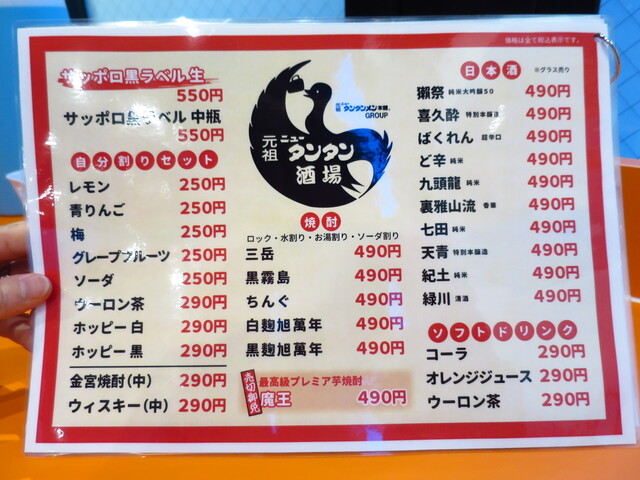 価格は全て税込表示です。
サッポロ黒ラベル 生
550円
サッポロ黒ラベル 中瓶
550円
自分割りセット
レモン 250円
青りんご 250円
梅 250円
グレープフルーツ 250円
ソーダ 250円
ウーロン茶 290円
ホッピー 白 290円
ホッピー 黒 290円
金宮焼酎(中) 290円
ウィスキー(中) 290円
元祖 ニュー タンタン 酒場
元祖 ニュー タンタンメン本舗 GROUP
焼酎
ロック・水割り・お湯割り・ソーダ割り
三岳 490円
黒霧島 490円
ちんぐ 490円
白麹旭萬年 490円
黒麹旭萬年 490円
売切御免
最高級プレミア芋焼酎
魔王 490円
日本酒 ※グラス売り
獺祭 純米大吟醸50 490円
喜久酔 特別本醸造 490円
ばくれん 超辛口 490円
ど辛 純米 490円
九頭龍 純米 490円
裏雅山流 香華 490円
七田 純米 490円
天青 特別本醸造 490円
紀土 純米 490円
緑川 清酒 490円
ソフトドリンク
コーラ 290円
オレンジジュース 290円
ウーロン茶 290円